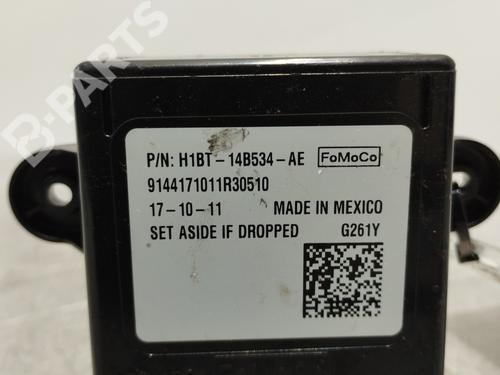 B-PARTS
P/N: H1BT-14B534-AE FoMoCo
9144171011R30510
17-10-11 MADE IN MEXICO
SET ASIDE IF DROPPED G261Y